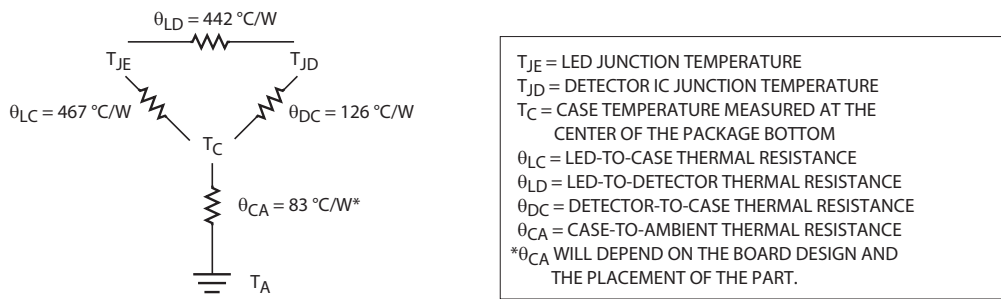 θLD = 442 °C/W
TJE
TJD
θLC = 467 °C/W
θDC = 126 °C/W
TC
θCA = 83 °C/W*
TA
TJE = LED JUNCTION TEMPERATURE
TJD = DETECTOR IC JUNCTION TEMPERATURE
TC = CASE TEMPERATURE MEASURED AT THE
CENTER OF THE PACKAGE BOTTOM
θLC = LED-TO-CASE THERMAL RESISTANCE
θLD = LED-TO-DETECTOR THERMAL RESISTANCE
θDC = DETECTOR-TO-CASE THERMAL RESISTANCE
θCA = CASE-TO-AMBIENT THERMAL RESISTANCE
*θCA WILL DEPEND ON THE BOARD DESIGN AND
THE PLACEMENT OF THE PART.